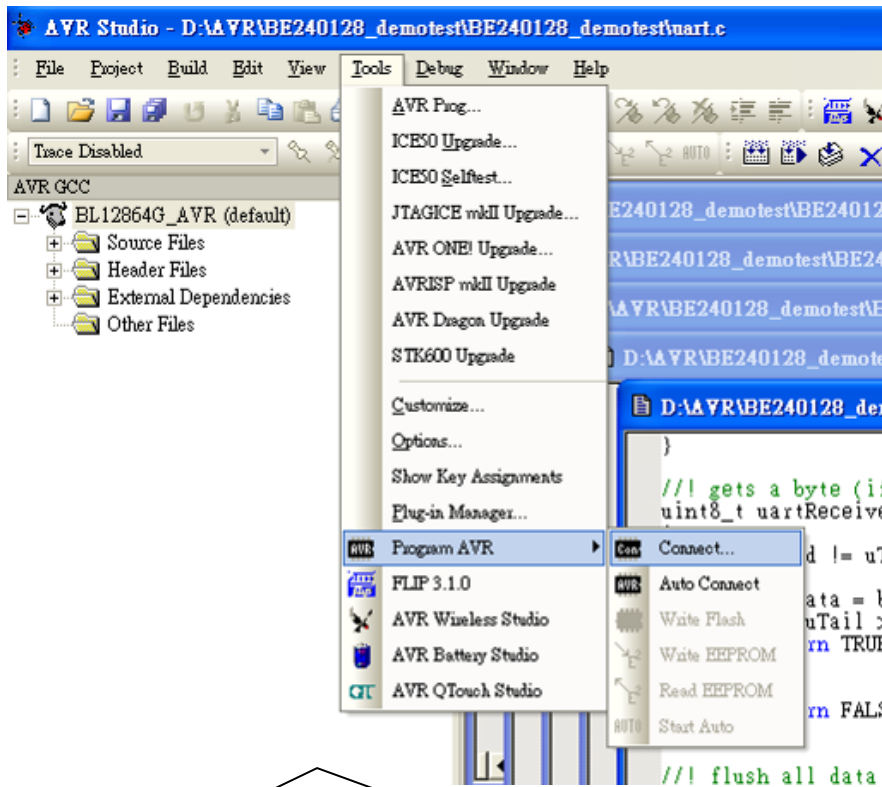 AVR Studio - D:\AVR\BE240128_demotest\BE240128_demotest\uart.c
File Project Build Edit View Tools Debug Window Help
Trace Disabled
AUTO
AVR GCC
BL12864G_AVR (default)
Source Files
Header Files
External Dependencies
Other Files
AVR Prog...
ICE50 Upgrade...
ICE50 Selftest...
JTAGICE mkII Upgrade...
AVR ONE! Upgrade...
AVRISP mkII Upgrade
AVR Dragon Upgrade
STK600 Upgrade
Customize...
Options...
Show Key Assignments
Plug-in Manager...
AVR Program AVR
FLIP 3.1.0
AVR Wireless Studio
AVR Battery Studio
QT AVR QTouch Studio
Con Connect...
AVR Auto Connect
Write Flash
Write EEPROM
Read EEPROM
AUTO Start Auto
E240128_demotest\BE24012
R\BE240128_demotest\BE24
\AVR\BE240128_demotest\B
D:\AVR\BE240128_demote
D:\AVR\BE240128_de
}
//! gets a byte (i
uint8_t uartReceive
d != u
ata = b
uTail >
rn TRUE
rn FALS
//! flush all data